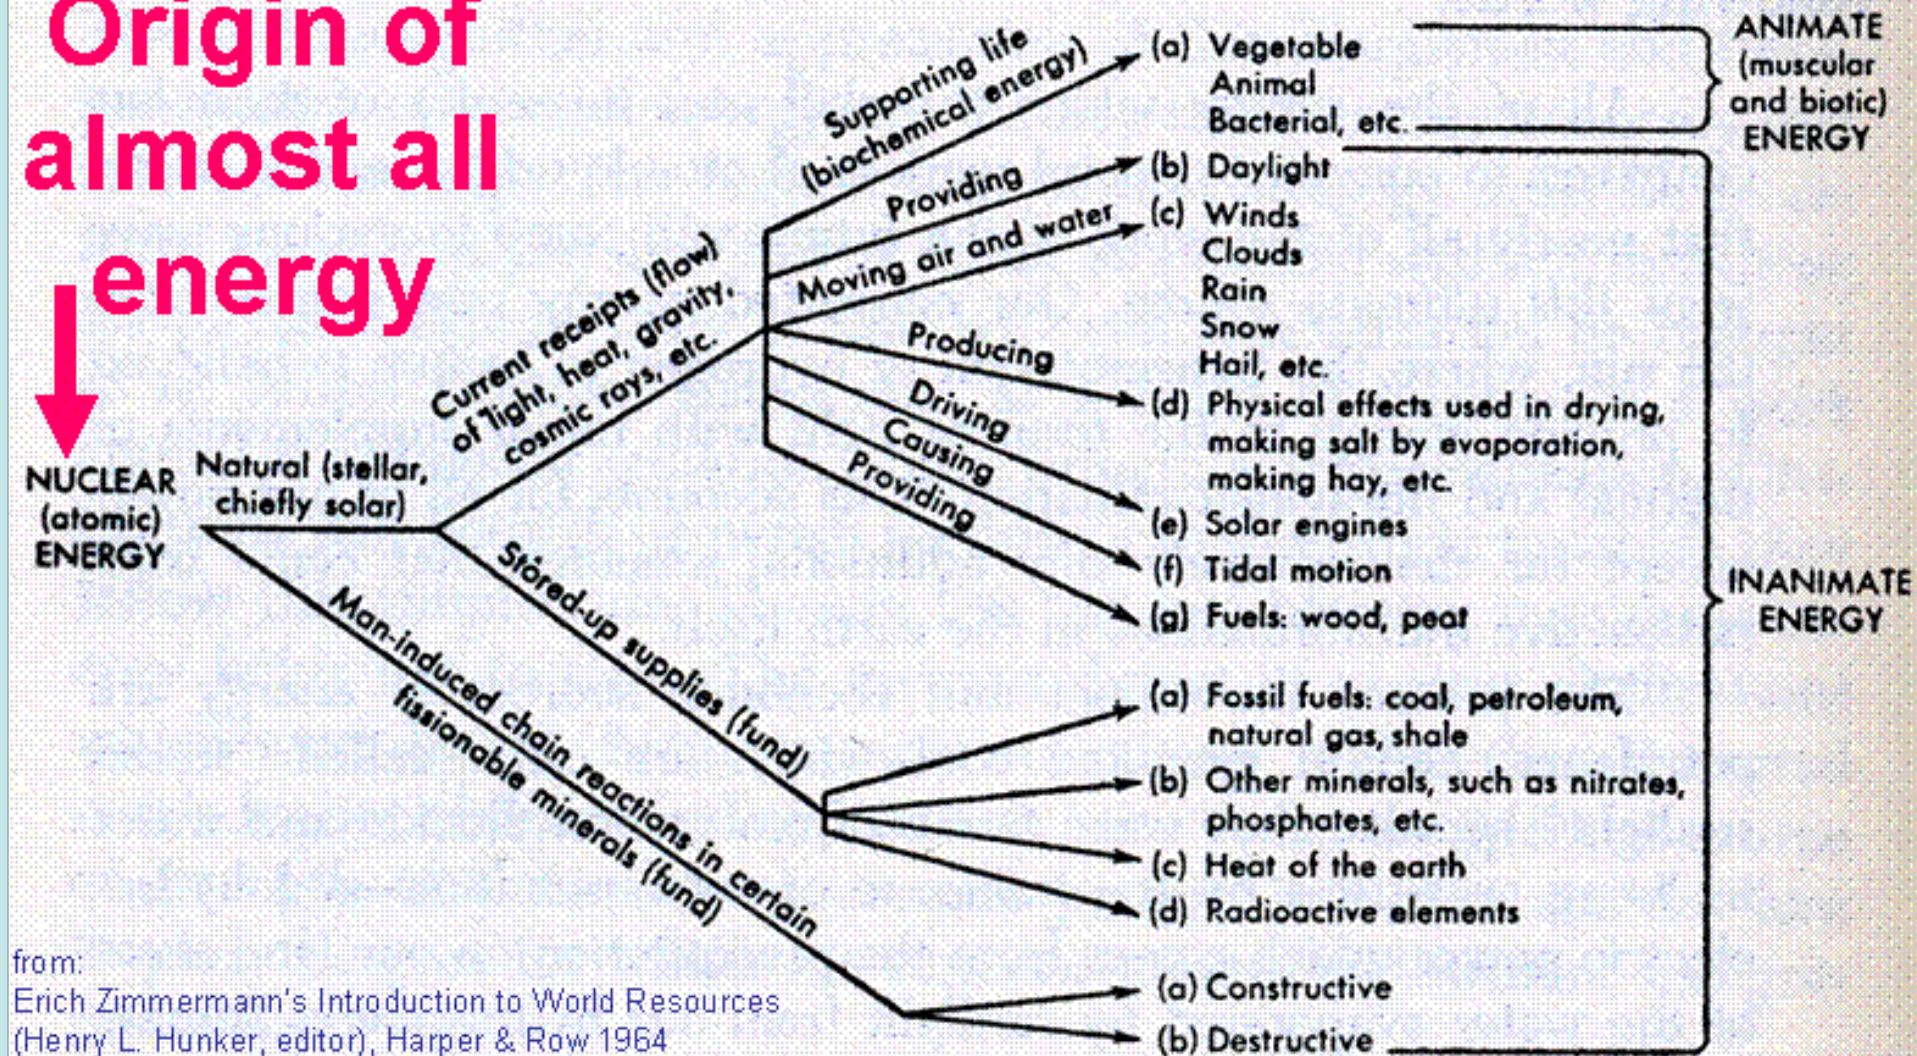 Origin of
almost all
energy
NUCLEAR
(atomic)
ENERGY
Natural (stellar,
chiefly solar)
Current receipts (flow)
of light, heat, gravity,
cosmic rays, etc.
Supporting life
(biochemical energy)
(a) Vegetable
Animal
Bacterial, etc.
Providing
(b) Daylight
Moving air and water
(c) Winds
Clouds
Rain
Snow
Hail, etc.
Producing
(d) Physical effects used in drying,
making salt by evaporation,
making hay, etc.
Driving
(e) Solar engines
Causing
(f) Tidal motion
Providing
(g) Fuels: wood, peat
Stored-up supplies (fund)
(a) Fossil fuels: coal, petroleum,
natural gas, shale
(b) Other minerals, such as nitrates,
phosphates, etc.
(c) Heat of the earth
(d) Radioactive elements
Man-induced chain reactions in certain
fissionable minerals (fund)
(a) Constructive
(b) Destructive
ANIMATE
(muscular
and biotic)
ENERGY
INANIMATE
ENERGY
from:
Erich Zimmermann's Introduction to World Resources
(Henry L. Hunker, editor), Harper & Row 1964